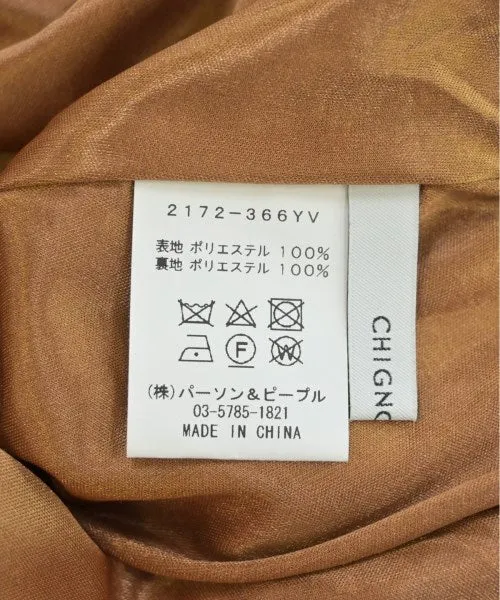 2172-366YV
表地 ポリエステル 100%
裏地 ポリエステル 100%
F
W
(株)パーソン&ピープル
03-5785-1821
MADE IN CHINA